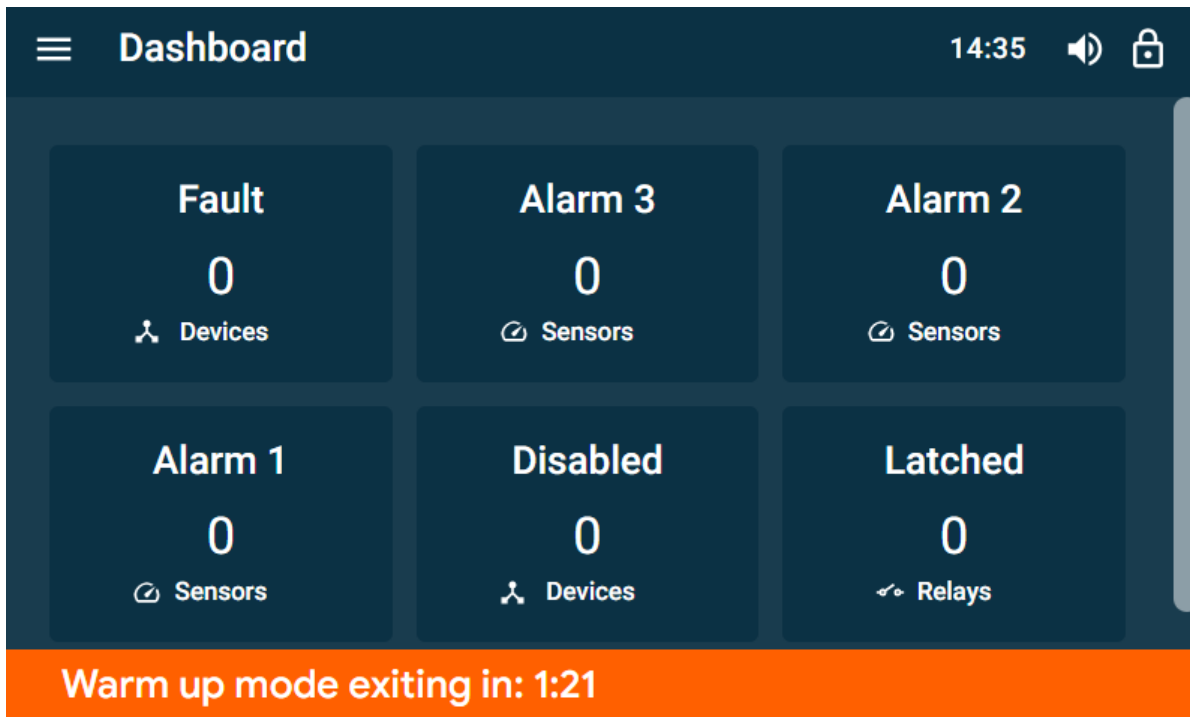 Dashboard 14:35
Fault Alarm 3 Alarm 2
0 0 0
Devices Sensors Sensors
Alarm 1 Disabled Latched
0 0 0
Sensors Devices Relays
Warm up mode exiting in: 1:21